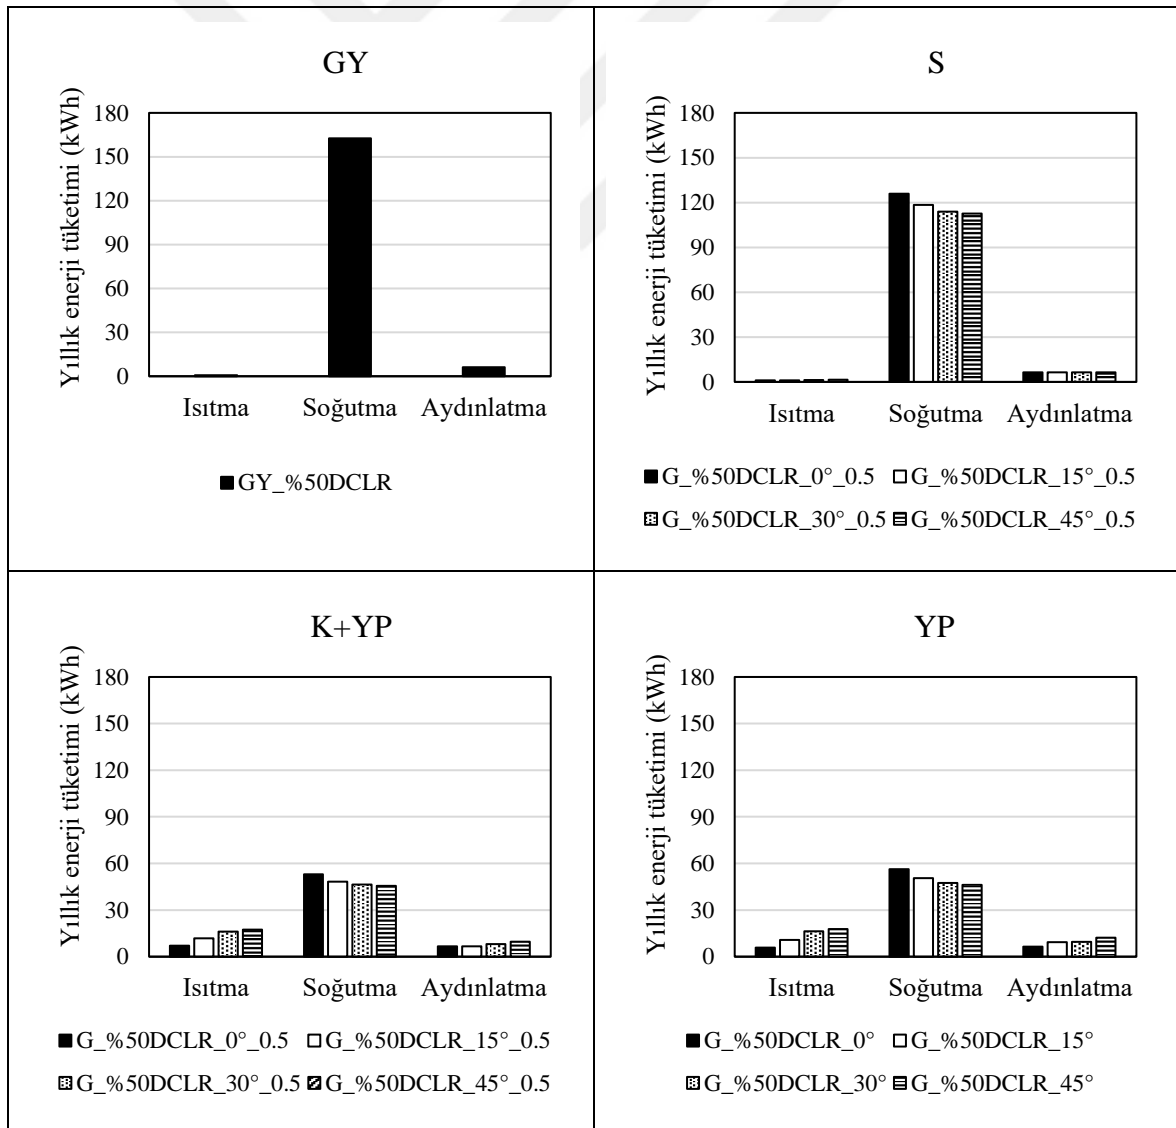 GY
Yıllık enerji tüketimi (kWh)
180
150
120
90
60
30
0
Isıtma Soğutma Aydınlatma
GY_%50DCLR
S
Yıllık enerji tüketimi (kWh)
180
150
120
90
60
30
0
Isıtma Soğutma Aydınlatma
G_%50DCLR_0°_0.5 G_%50DCLR_15°_0.5
G_%50DCLR_30°_0.5 G_%50DCLR_45°_0.5
K+YP
Yıllık enerji tüketimi (kWh)
180
150
120
90
60
30
0
Isıtma Soğutma Aydınlatma
G_%50DCLR_0°_0.5 G_%50DCLR_15°_0.5
G_%50DCLR_30°_0.5 G_%50DCLR_45°_0.5
YP
Yıllık enerji tüketimi (kWh)
180
150
120
90
60
30
0
Isıtma Soğutma Aydınlatma
G_%50DCLR_0° G_%50DCLR_15°
G_%50DCLR_30° G_%50DCLR_45°